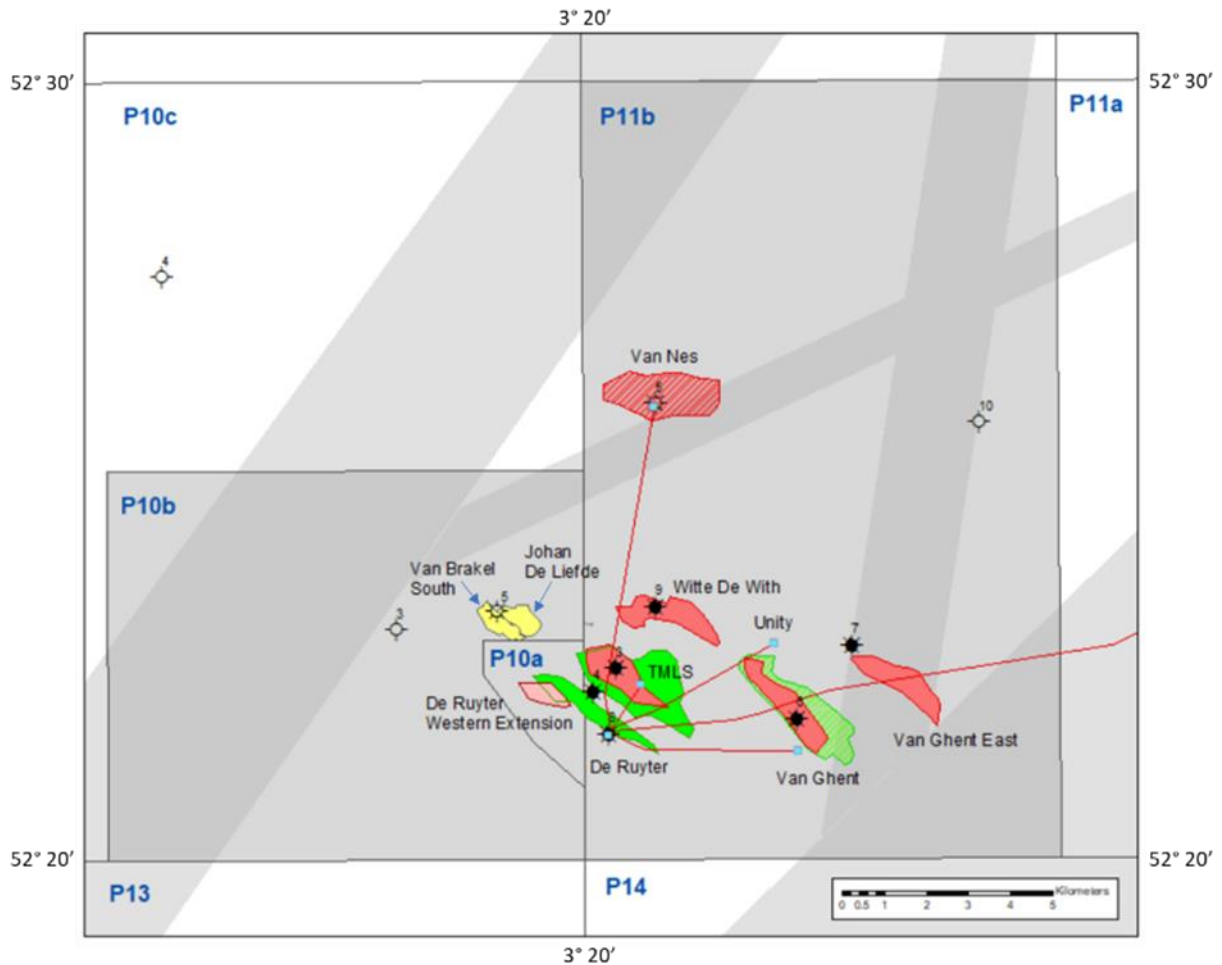 3° 20’
52° 30’
52° 30’
P10c
P11b
P11a
4
Van Nes
10
P10b
Johan
De Liefde
Van Brakel
South
5
9
Witte De With
3
Unity
7
P10a
3
TMLS
4
De Ruyter
Western Extension
Van Ghent East
De Ruyter
Van Ghent
52° 20’
52° 20’
P13
P14
Kilometers
0 0.5 1 2 3 4 5
3° 20’